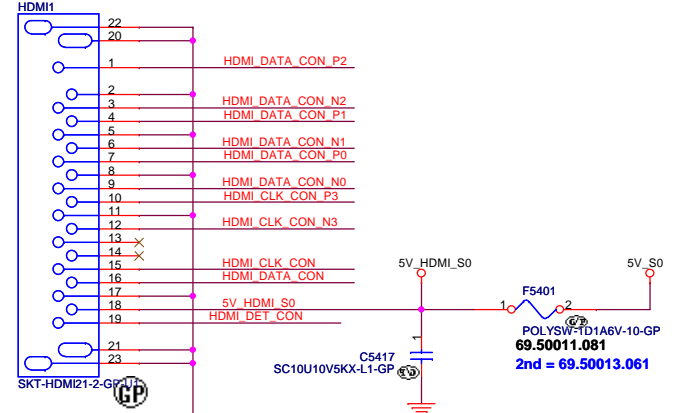 HDMI1
22
20
1 HDMI_DATA_CON_P2
2
3 HDMI_DATA_CON_N2
4 HDMI_DATA_CON_P1
5
6 HDMI_DATA_CON_N1
7 HDMI_DATA_CON_P0
8
9 HDMI_DATA_CON_N0
10 HDMI_CLK_CON_P3
11
12 HDMI_CLK_CON_N3
13
14
15 HDMI_CLK_CON
16 HDMI_DATA_CON
17
18 5V_HDMI_S0
19 HDMI_DET_CON
21
23
SKT-HDMI21-2-GP-U1
GP
5V_HDMI_S0
5V_S0
F5401
1 2
POLYSW-1D1A6V-10-GP
69.50011.081
2nd = 69.50013.061
1
C5417
SC10U10V5KX-L1-GP